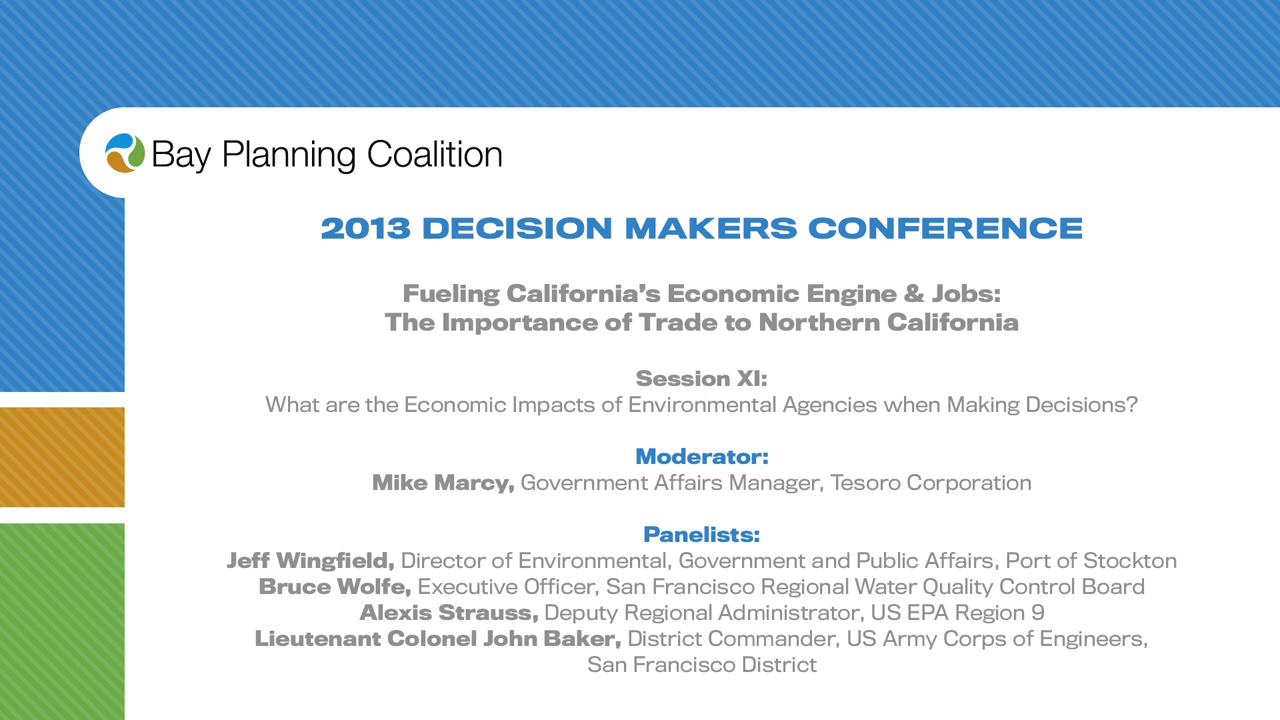 Bay Planning Coalition
2013 DECISION MAKERS CONFERENCE
Fueling California's Economic Engine & Jobs:
The Importance of Trade to Northern California
Session XI:
What are the Economic Impacts of Environmental Agencies when Making Decisions?
Moderator:
Mike Marcy, Government Affairs Manager, Tesoro Corporation
Panelists:
Jeff Wingfield, Director of Environmental, Government and Public Affairs, Port of Stockton
Bruce Wolfe, Executive Officer, San Francisco Regional Water Quality Control Board
Alexis Strauss, Deputy Regional Administrator, US EPA Region 9
Lieutenant Colonel John Baker, District Commander, US Army Corps of Engineers,
San Francisco District